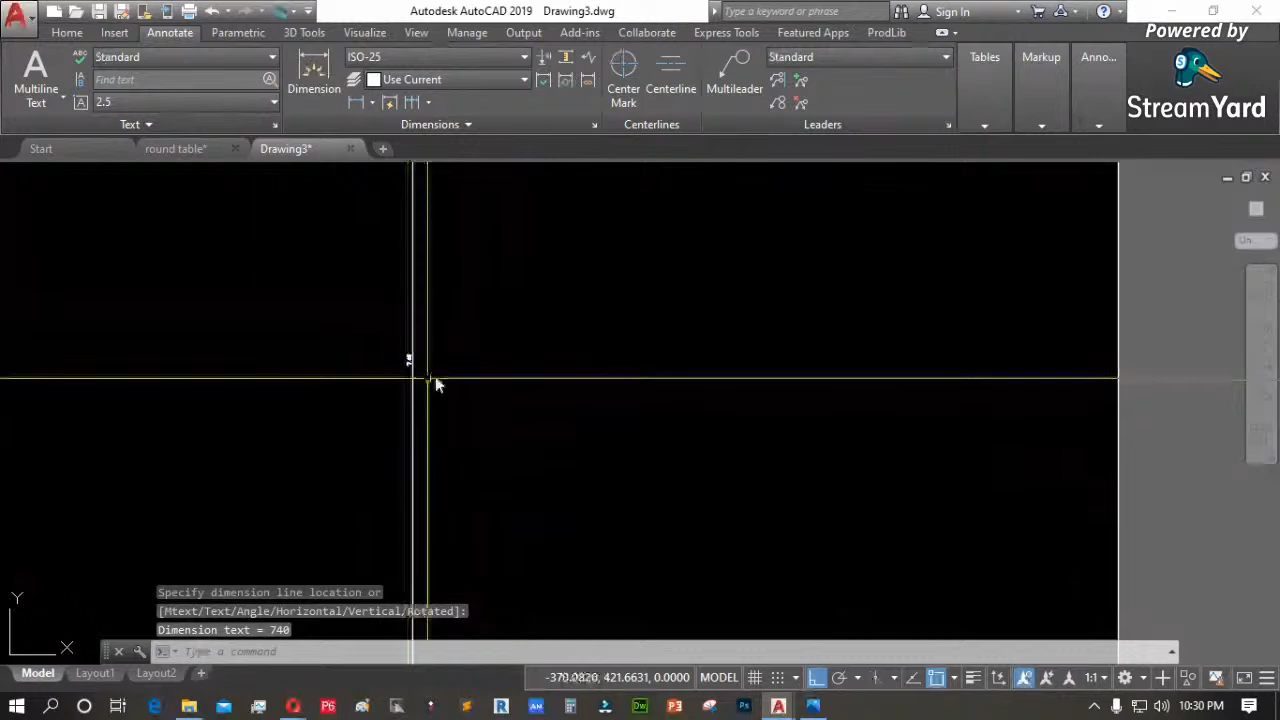 Autodesk AutoCAD 2019 Drawing3.dwg
Type a keyword or phrase
Sign In
Home Insert Annotate Parametric 3D Tools View Visualize Manage Output Add-ins Collaborate Express Tools Featured Apps ProdLib
Powered by
StreamYard
Multiline
Text
Standard
Find text
2.5
Text
Dimension
ISO-25
Use Current
Dimensions
Center
Mark
Centerline
Centerlines
Multileader
Standard
Leaders
Tables
Markup
Anno...
Start
round table*
Drawing3*
Un...
Specify dimension line location or
[Mtext/Text/Angle/Horizontal/Vertical/Rotated]:
Dimension text = 740
Type a command
Y
X
Model Layout1 Layout2
-370.0820, 421.6631, 0.0000 MODEL
1:1
10:30 PM